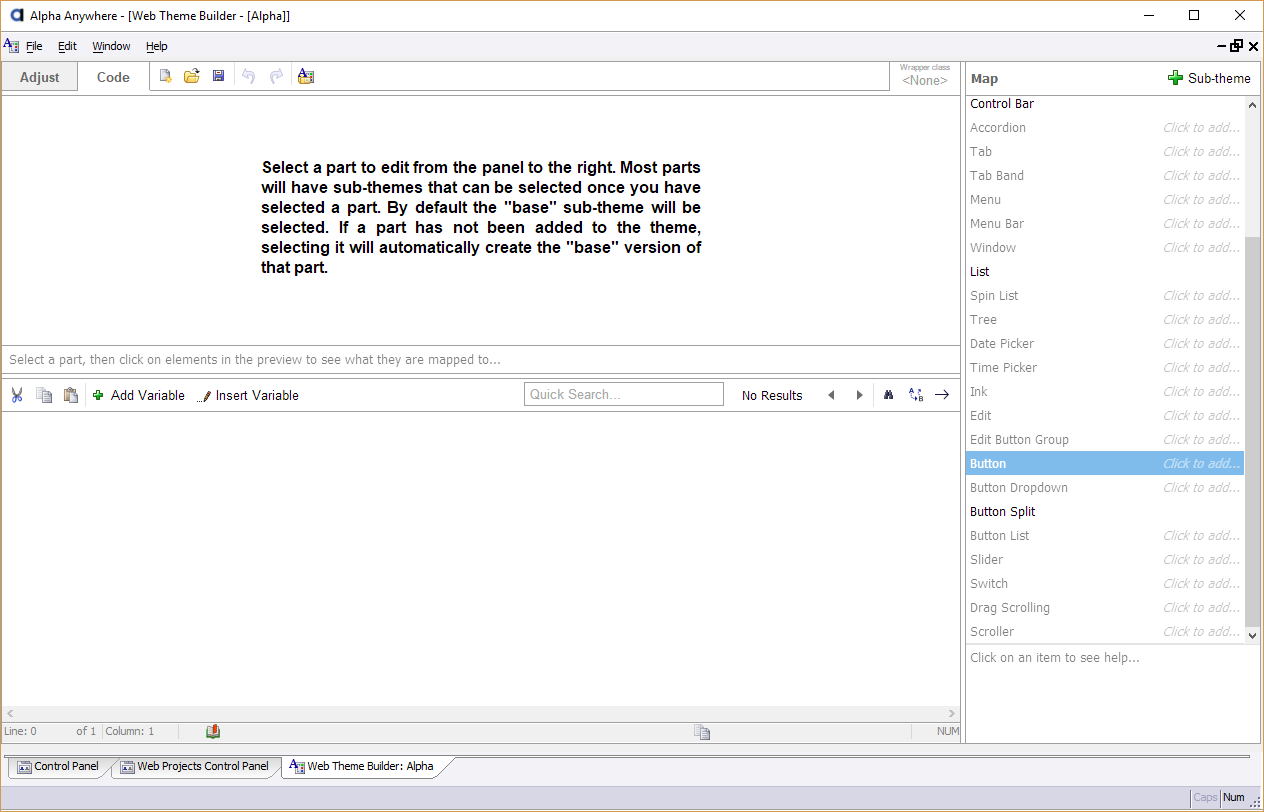 Alpha Anywhere - [Web Theme Builder - [Alpha]]
File Edit Window Help
Adjust Code
Wrapper class
<None>
Map
Sub-theme
Select a part to edit from the panel to the right. Most parts
will have sub-themes that can be selected once you have
selected a part. By default the "base" sub-theme will be
selected. If a part has not been added to the theme,
selecting it will automatically create the "base" version of
that part.
Select a part, then click on elements in the preview to see what they are mapped to...
Add Variable Insert Variable Quick Search... No Results
Line: 0 of 1 Column: 1 NUM
Control Bar
Accordion Click to add...
Tab Click to add...
Tab Band Click to add...
Menu Click to add...
Menu Bar Click to add...
Window Click to add...
List
Spin List Click to add...
Tree Click to add...
Date Picker Click to add...
Time Picker Click to add...
Ink Click to add...
Edit Click to add...
Edit Button Group Click to add...
Button Click to add...
Button Dropdown Click to add...
Button Split
Button List Click to add...
Slider Click to add...
Switch Click to add...
Drag Scrolling Click to add...
Scroller Click to add...
Click on an item to see help...
Control Panel Web Projects Control Panel Web Theme Builder: Alpha
Caps Num